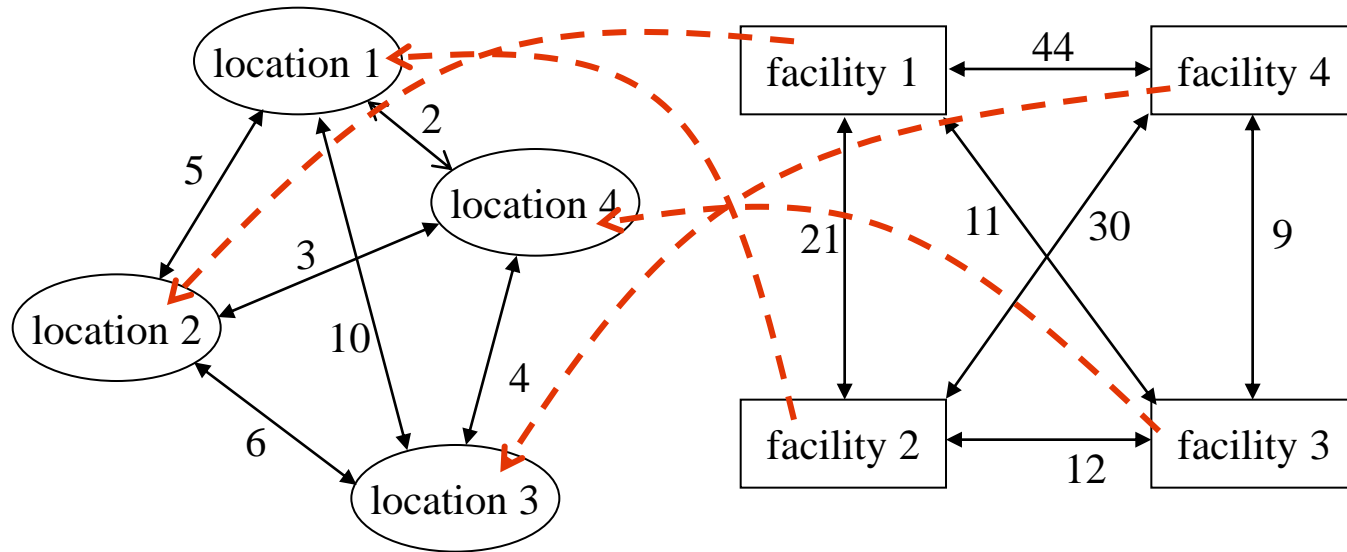 location 1
2
5
location 4
3
location 2
10
4
6
location 3
facility 1
44
facility 4
21
11
30
9
facility 2
12
facility 3